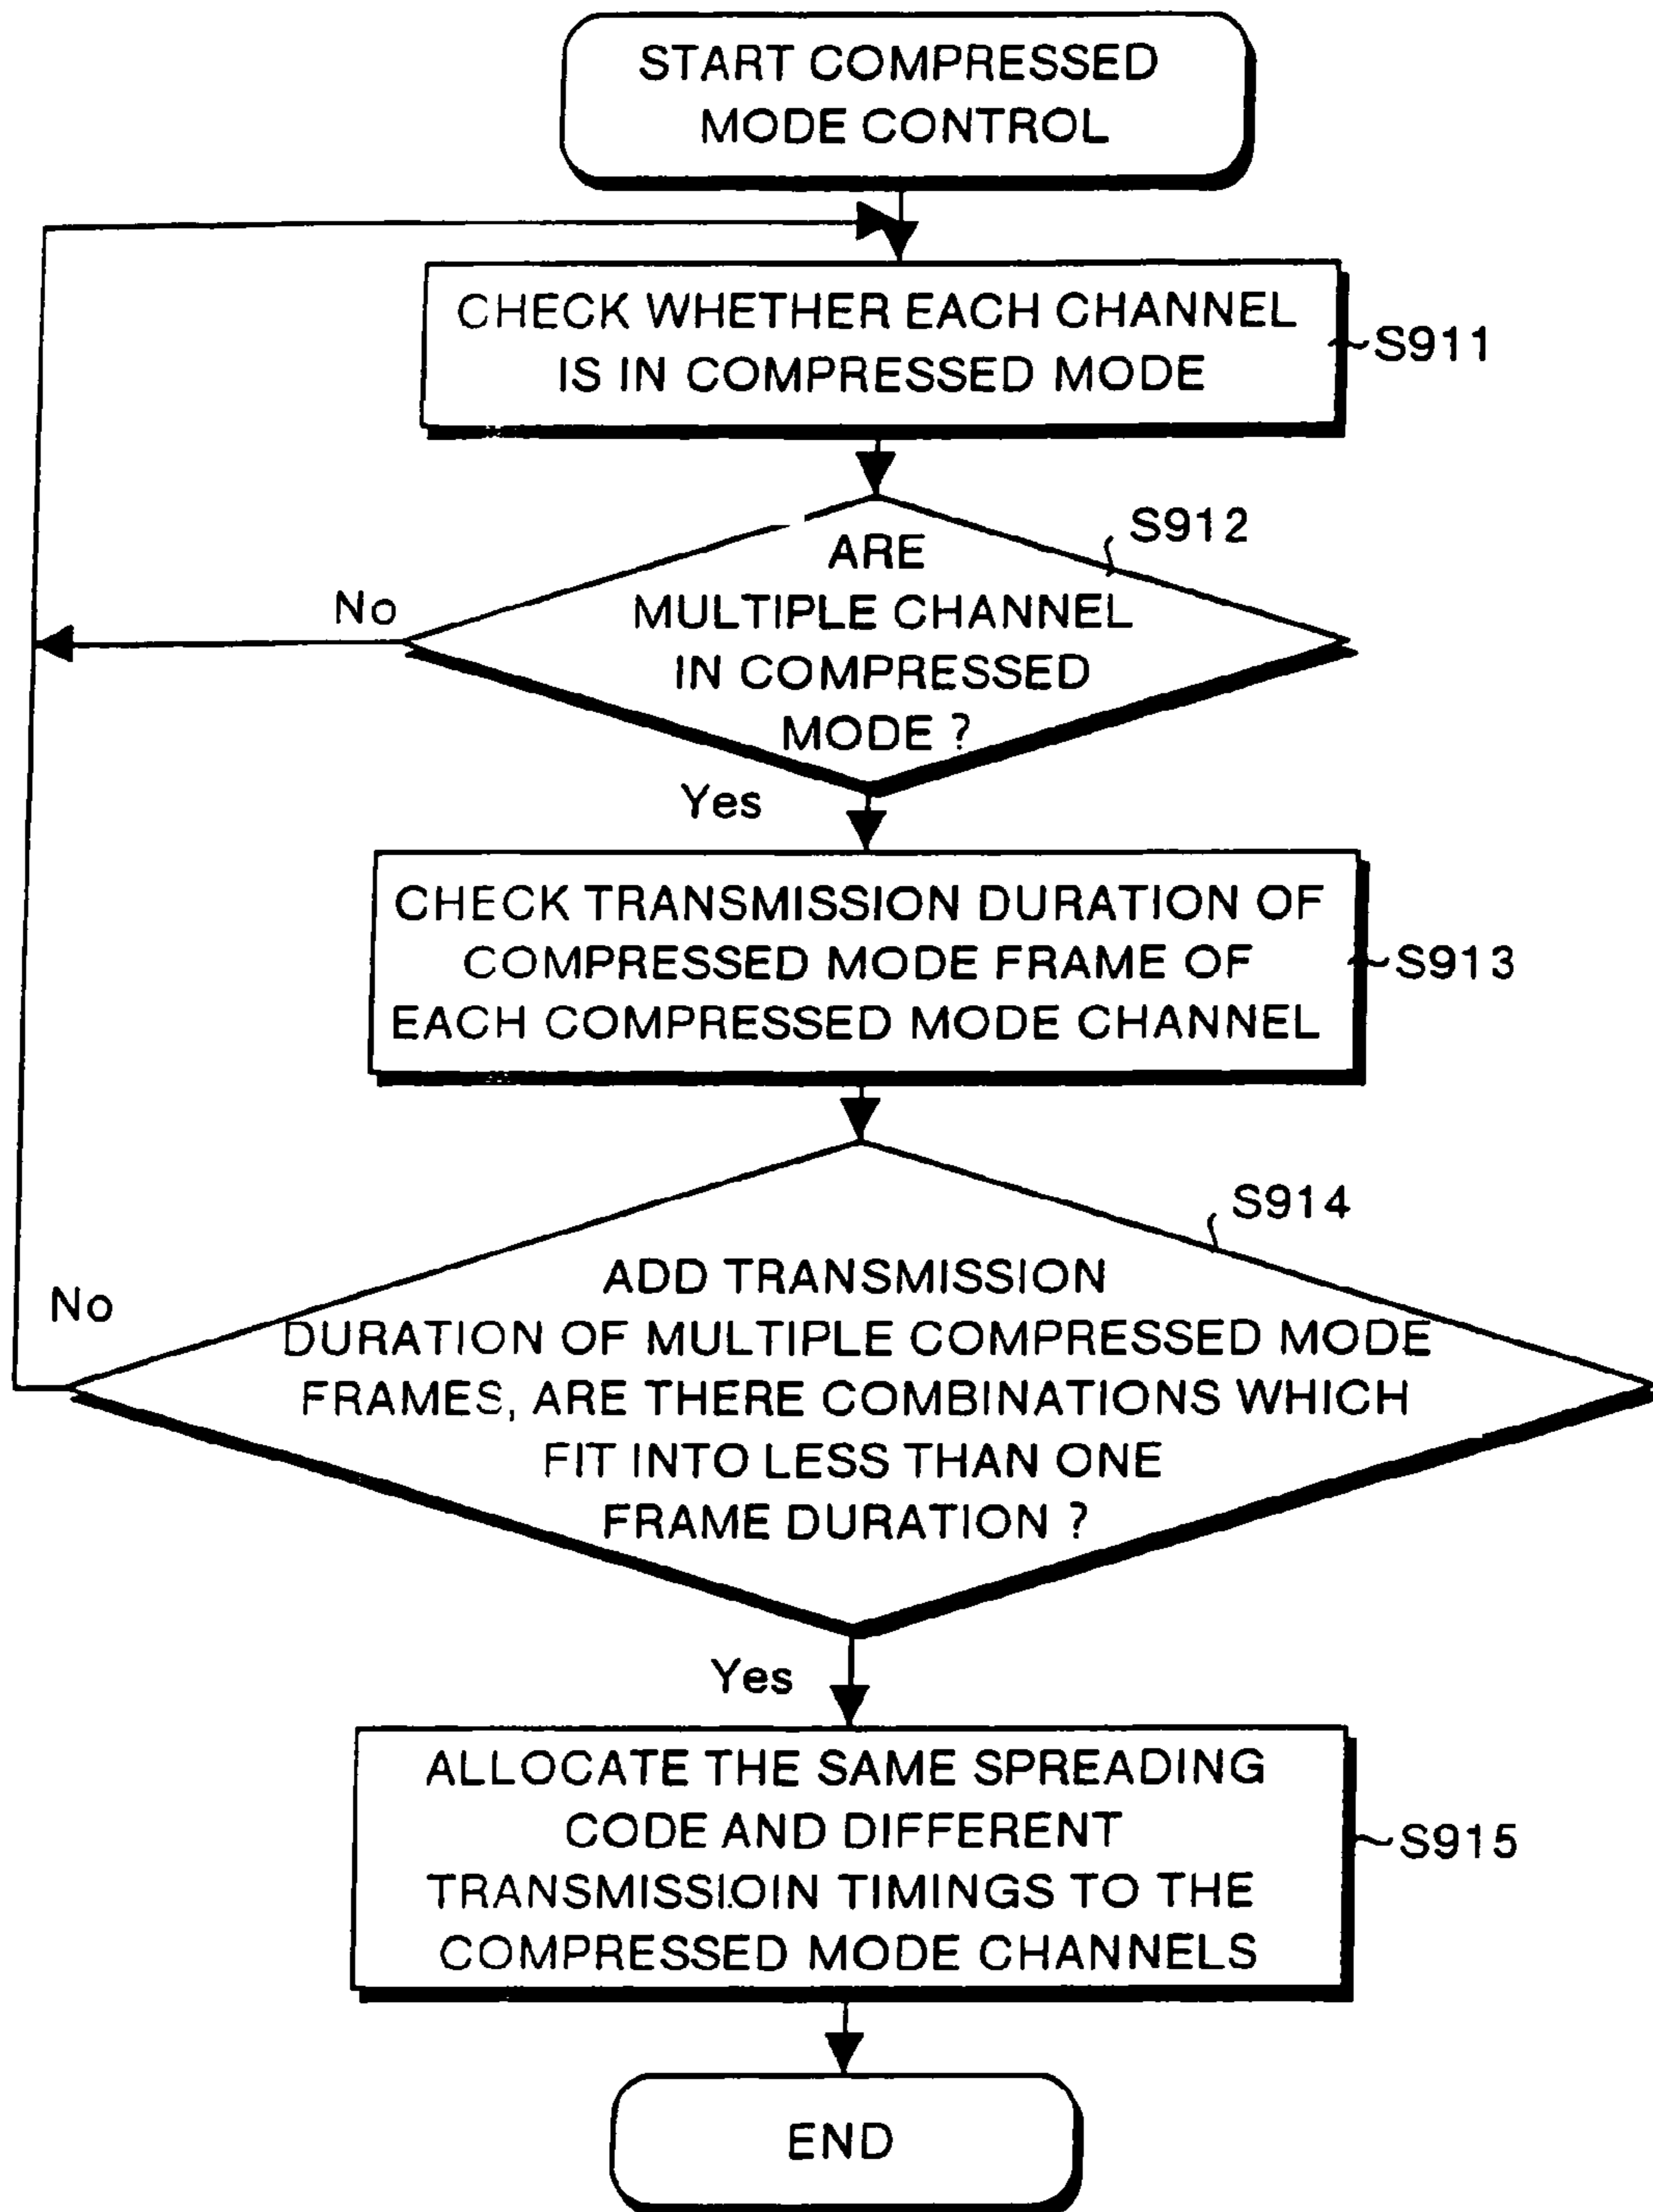 START COMPRESSED
MODE CONTROL
CHECK WHETHER EACH CHANNEL
IS IN COMPRESSED MODE
S911
S912
ARE
MULTIPLE CHANNEL
IN COMPRESSED
MODE ?
No
Yes
CHECK TRANSMISSION DURATION OF
COMPRESSED MODE FRAME OF
EACH COMPRESSED MODE CHANNEL
S913
S914
ADD TRANSMISSION
DURATION OF MULTIPLE COMPRESSED MODE
FRAMES, ARE THERE COMBINATIONS WHICH
FIT INTO LESS THAN ONE
FRAME DURATION ?
No
Yes
ALLOCATE THE SAME SPREADING
CODE AND DIFFERENT
TRANSMISSIOIN TIMINGS TO THE
COMPRESSED MODE CHANNELS
S915
END